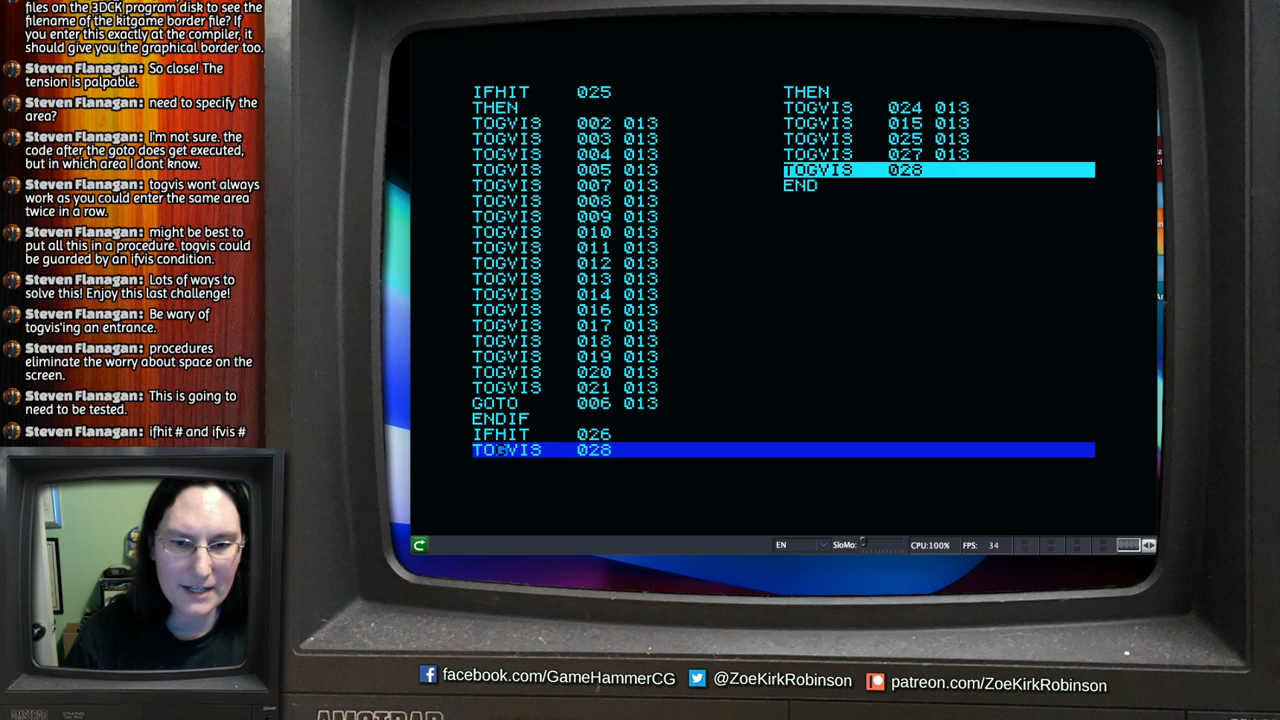 files on the 3DCK program disk to see the
filename of the kitgame border file? If
you enter this exactly at the compiler, it
should give you the graphical border too.
Steven Flanagan: So close! The
tension is palpable.
Steven Flanagan: need to specify the
area?
Steven Flanagan: I'm not sure. the
code after the goto does get executed,
but in which area I dont know.
Steven Flanagan: togvis wont always
work as you could enter the same area
twice in a row.
Steven Flanagan: might be best to
put all this in a procedure. togvis could
be guarded by an ifvis condition.
Steven Flanagan: Lots of ways to
solve this! Enjoy this last challenge!
Steven Flanagan: Be wary of
togvis'ing an entrance.
Steven Flanagan: procedures
eliminate the worry about space on the
screen.
Steven Flanagan: This is going to
need to be tested.
Steven Flanagan: ifhit # and ifvis #
IFHIT 025
THEN
TOGVIS 002 013
TOGVIS 003 013
TOGVIS 004 013
TOGVIS 005 013
TOGVIS 007 013
TOGVIS 008 013
TOGVIS 009 013
TOGVIS 010 013
TOGVIS 011 013
TOGVIS 012 013
TOGVIS 013 013
TOGVIS 014 013
TOGVIS 016 013
TOGVIS 017 013
TOGVIS 018 013
TOGVIS 019 013
TOGVIS 020 013
TOGVIS 021 013
GOTO 006 013
ENDIF
IFHIT 026
TOGVIS 028
THEN
TOGVIS 024 013
TOGVIS 015 013
TOGVIS 025 013
TOGVIS 027 013
TOGVIS 028
END
EN SloMo: CPU:100% FPS: 34
facebook.com/GameHammerCG @ZoeKirkRobinson patreon.com/ZoeKirkRobinson
AMSTRAD